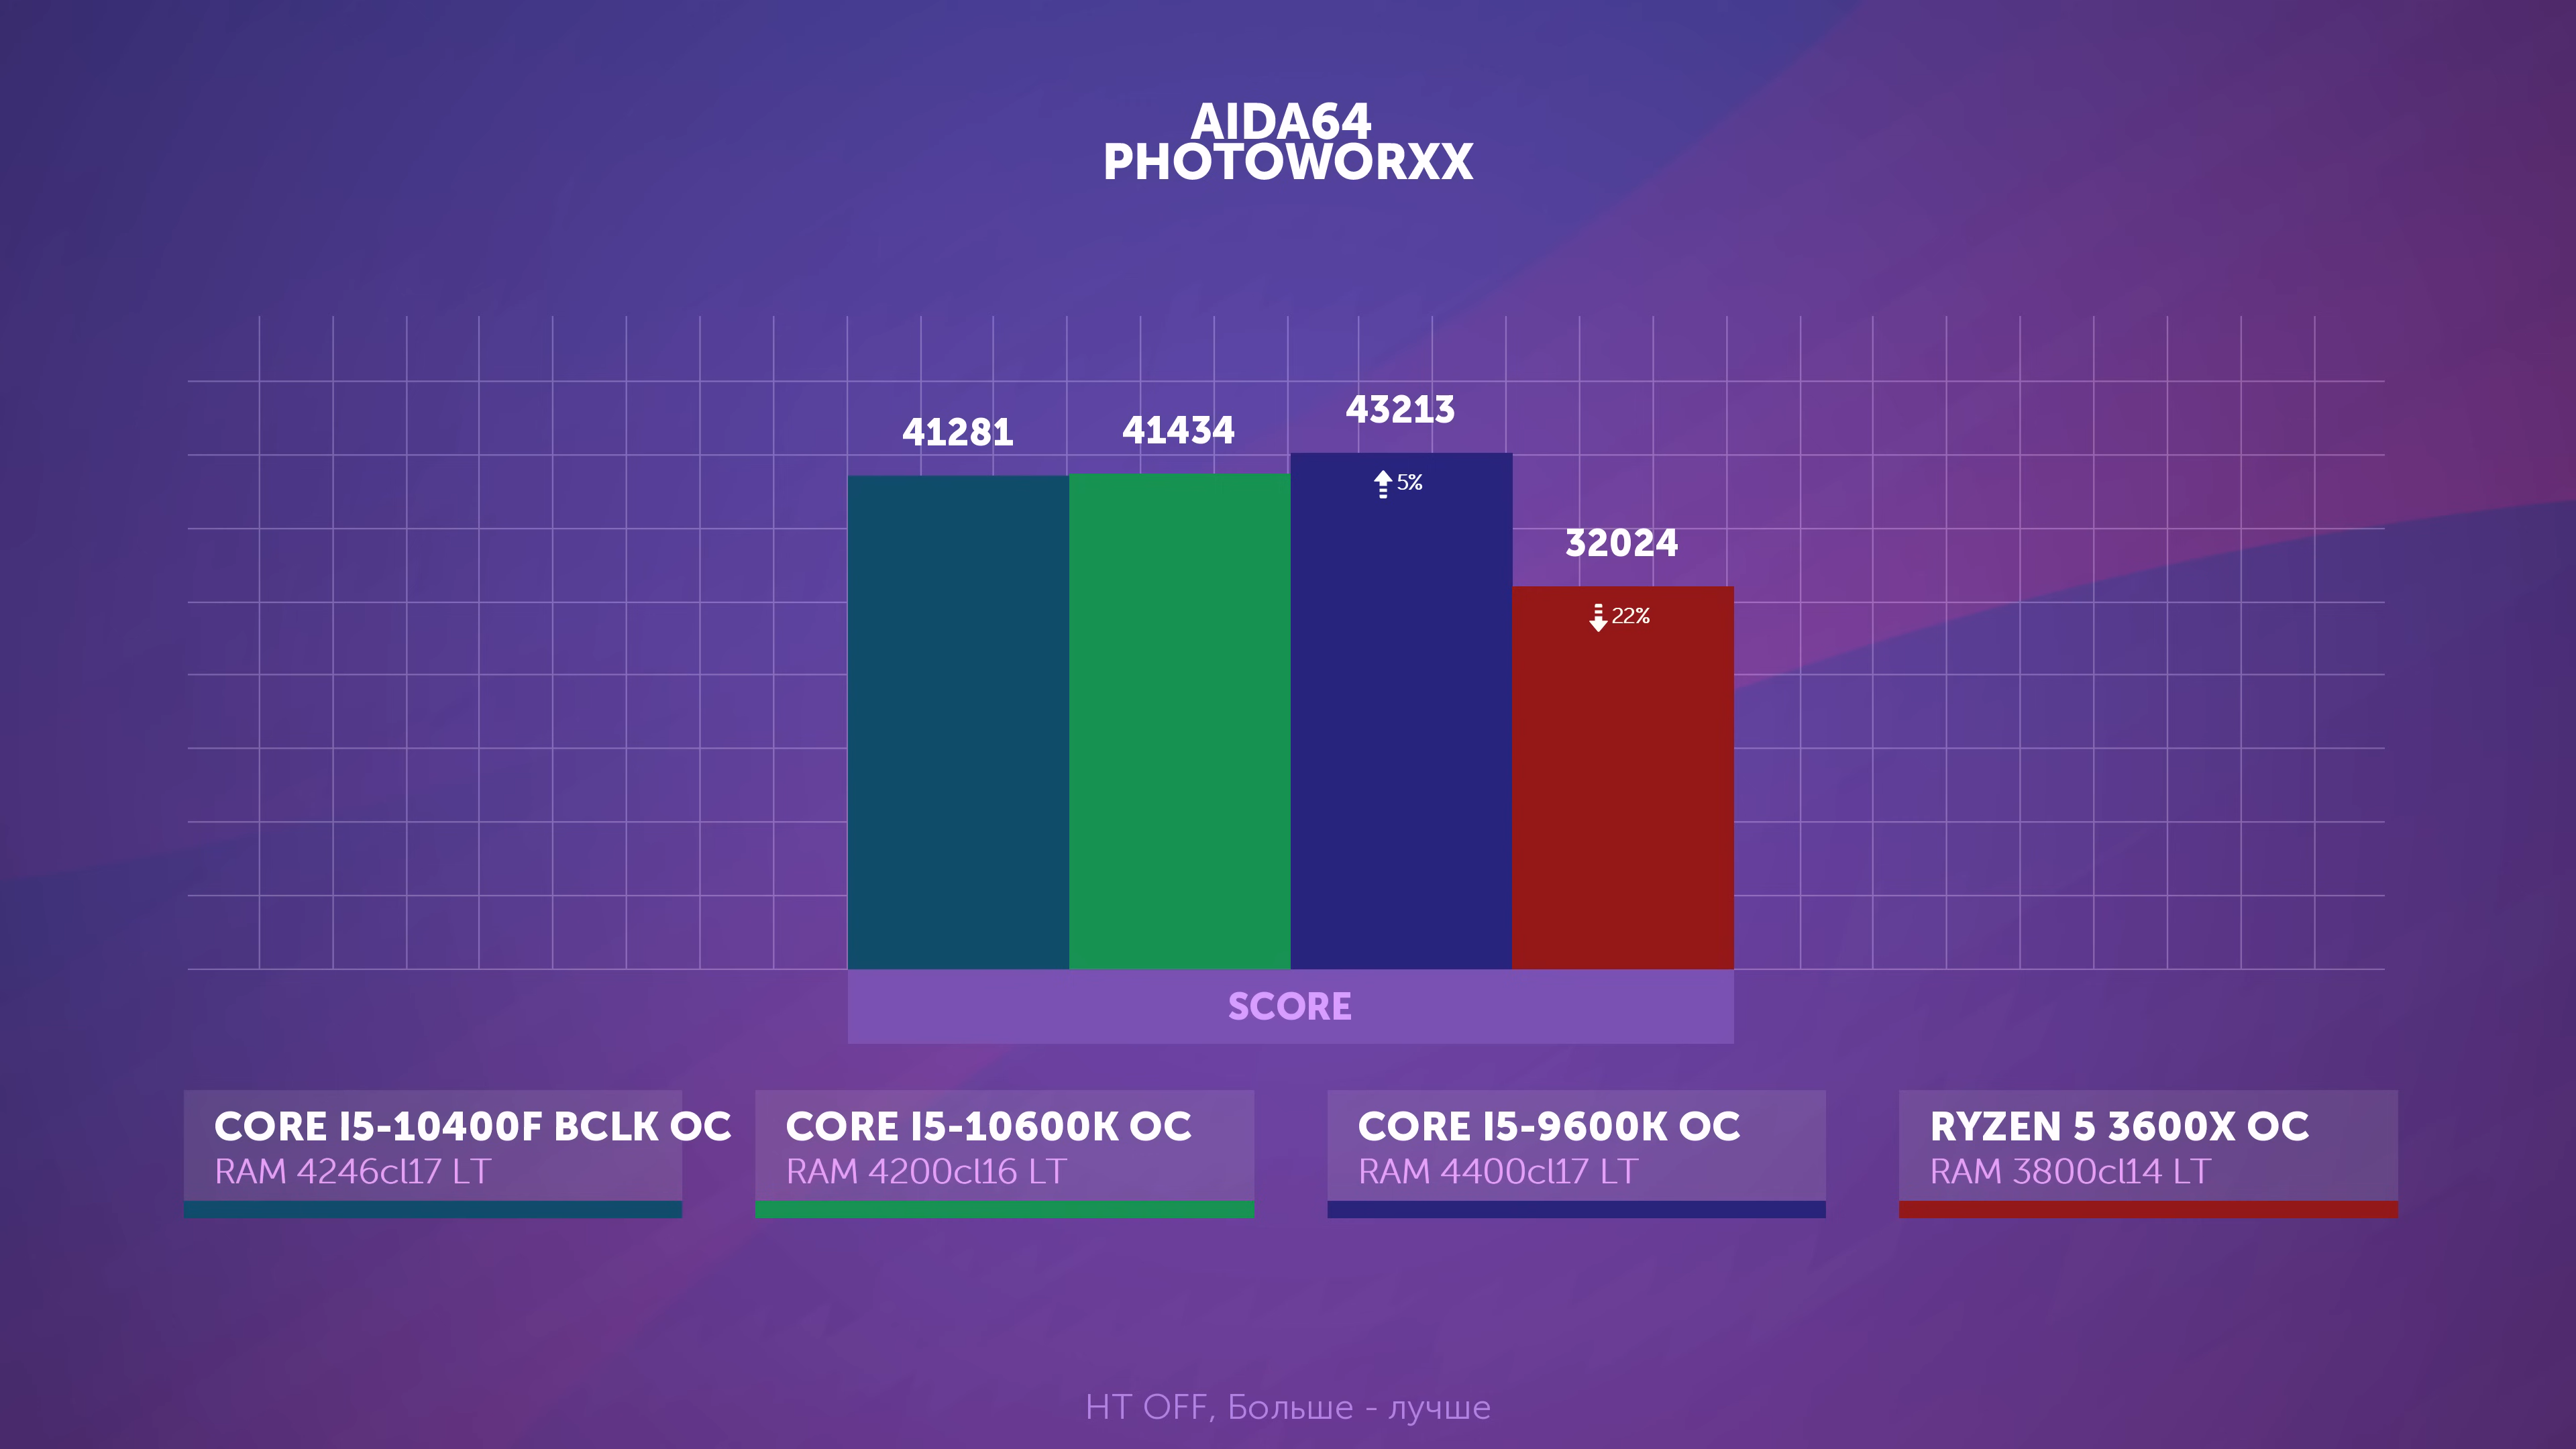 AIDA64
PHOTOWORXX
41281
41434
43213
5%
32024
22%
SCORE
CORE I5-10400F BCLK OC
RAM 4246cl17 LT
CORE I5-10600K OC
RAM 4200cl16 LT
CORE I5-9600K OC
RAM 4400cl17 LT
RYZEN 5 3600X OC
RAM 3800cl14 LT
HT OFF, Больше - лучше